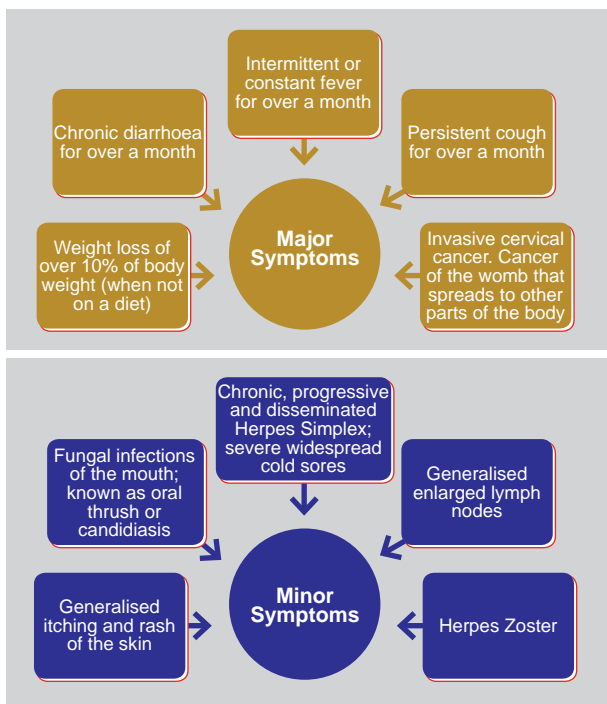 Intermittent or
constant fever
for over a month
Chronic diarrhoea
for over a month
Persistent cough
for over a month
Major
Symptoms
Weight loss of
over 10% of body
weight (when not
on a diet)
Invasive cervical
cancer. Cancer
of the womb that
spreads to other
parts of the body
Chronic, progressive
and disseminated
Herpes Simplex;
severe widespread
cold sores
Fungal infections
of the mouth;
known as oral
thrush or
candidiasis
Generalised
enlarged lymph
nodes
Minor
Symptoms
Generalised
itching and rash
of the skin
Herpes Zoster